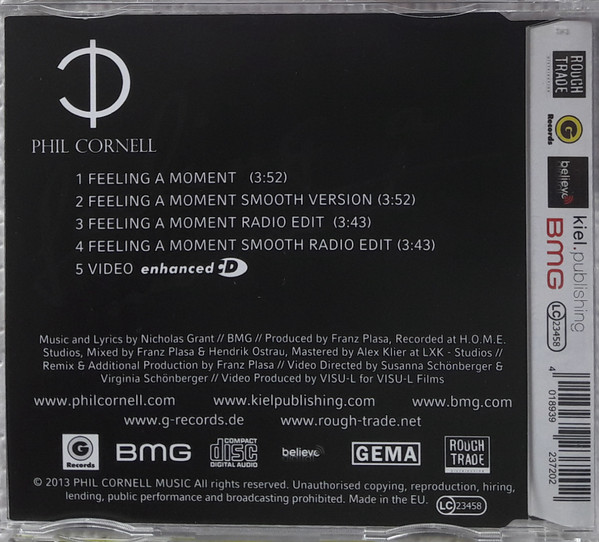 PHIL CORNELL
1 FEELING A MOMENT (3:52)
2 FEELING A MOMENT SMOOTH VERSION (3:52)
3 FEELING A MOMENT RADIO EDIT (3:43)
4 FEELING A MOMENT SMOOTH RADIO EDIT (3:43)
5 VIDEO enhanced CD
Music and Lyrics by Nicholas Grant // BMG // Produced by Franz Plasa, Recorded at H.O.M.E.
Studios, Mixed by Franz Plasa & Hendrik Ostrau, Mastered by Alex Klier at LXK - Studios //
Remix & Additional Production by Franz Plasa // Video Directed by Susanna Schönberger &
Virginia Schönberger // Video Produced by VISU-L for VISU-L Films
www.philcornell.com www.kielpublishing.com www.bmg.com
www.g-records.de www.rough-trade.net
G Records
BMG
COMPACT disc DIGITAL AUDIO
believe
GEMA
ROUGH TRADE
© 2013 PHIL CORNELL MUSIC All rights reserved. Unauthorised copying, reproduction, hiring,
lending, public performance and broadcasting prohibited. Made in the EU.
LC 23458
ROUGH TRADE
DISTRIBUTION
G Records
believe
kiel.publishing
BMG
LC 23458
4 018939 237202